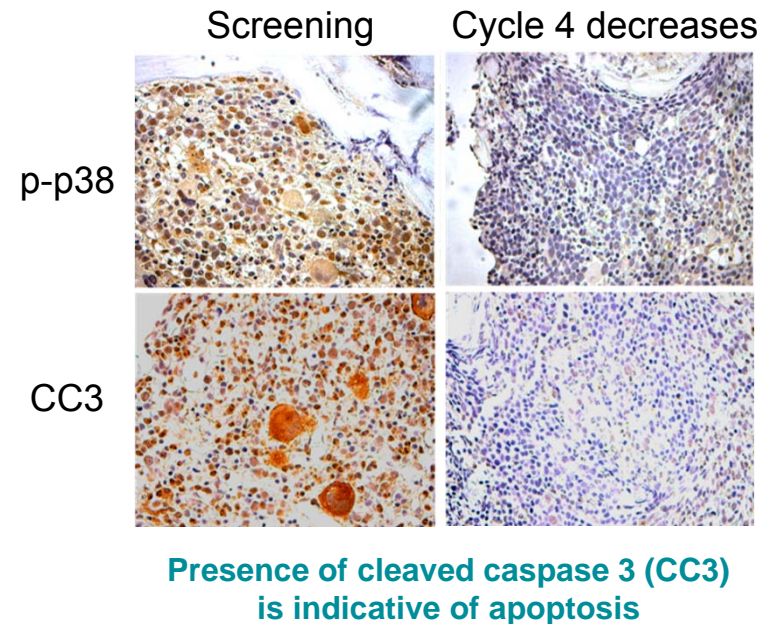 Screening
Cycle 4 decreases
p-p38
CC3
Presence of cleaved caspase 3 (CC3)
is indicative of apoptosis